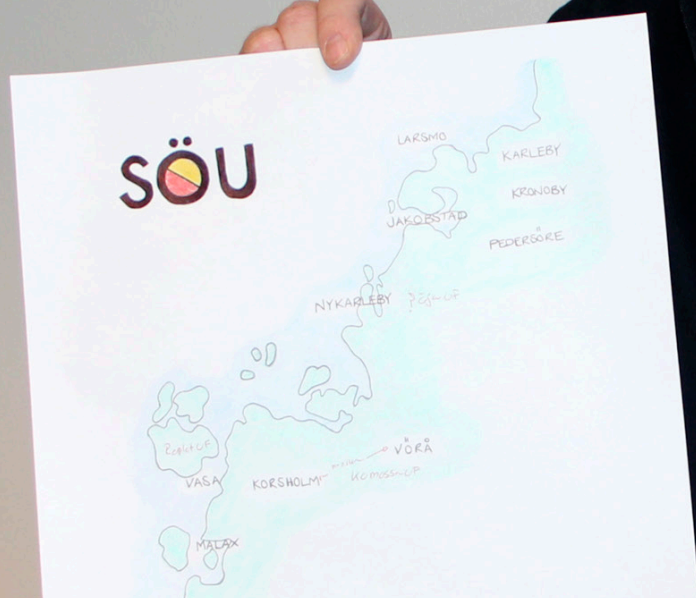 SÖU
LARSMO
KARLEBY
KRONOBY
JAKOBSTAD
PEDERSÖRE
NYKARLEBY
VÖRÅ
VASA
KORSHOLM
MALAX